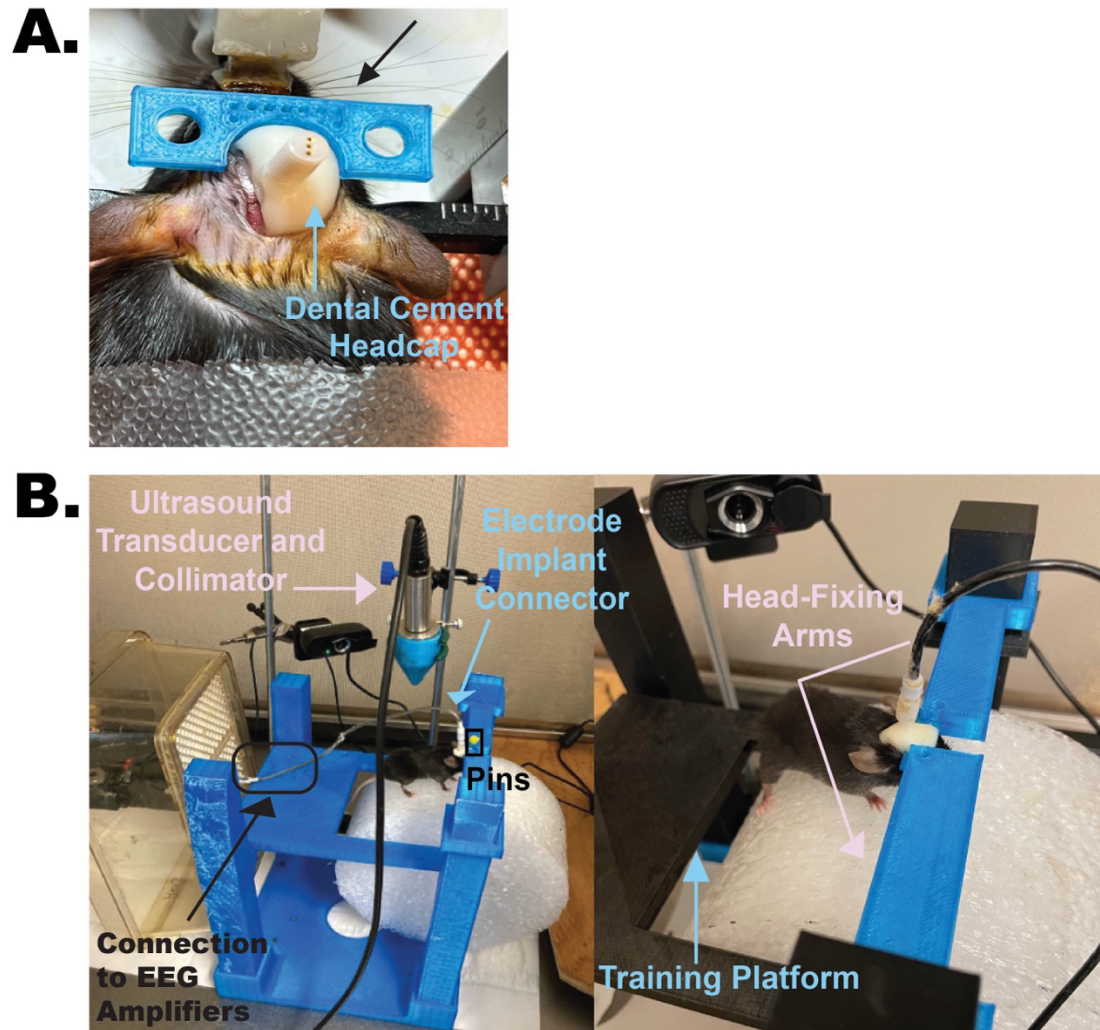 A.
Dental Cement
Headcap
B.
Ultrasound
Transducer and
Collimator
Electrode
Implant
Connector
Pins
Connection
to EEG
Amplifiers
Head-Fixing
Arms
Training Platform